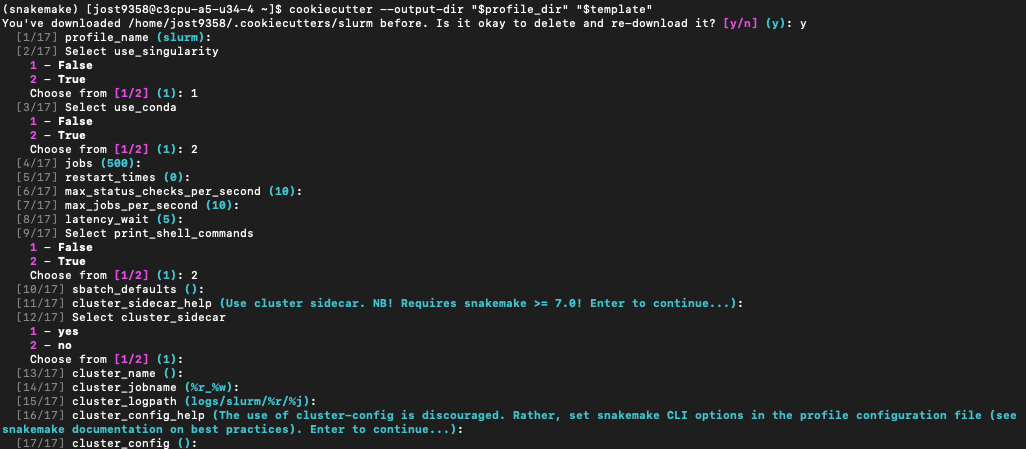 (snakemake) [jost9358@c3cpu-a5-u34-4 ~]$ cookiecutter --output-dir "$profile_dir" "$template"
You've downloaded /home/jost9358/.cookiecutters/slurm before. Is it okay to delete and re-download it? [y/n] (y): y
[1/17] profile_name (slurm):
[2/17] Select use_singularity
1 - False
2 - True
Choose from [1/2] (1): 1
[3/17] Select use_conda
1 - False
2 - True
Choose from [1/2] (1): 2
[4/17] jobs (500):
[5/17] restart_times (0):
[6/17] max_status_checks_per_second (10):
[7/17] max_jobs_per_second (10):
[8/17] latency_wait (5):
[9/17] Select print_shell_commands
1 - False
2 - True
Choose from [1/2] (1): 2
[10/17] sbatch_defaults ():
[11/17] cluster_sidecar_help (Use cluster sidecar. NB! Requires snakemake >= 7.0! Enter to continue...):
[12/17] Select cluster_sidecar
1 - yes
2 - no
Choose from [1/2] (1):
[13/17] cluster_name ():
[14/17] cluster_jobname (%r_%w):
[15/17] cluster_logpath (logs/slurm/%r/%j):
[16/17] cluster_config_help (The use of cluster-config is discouraged. Rather, set snakemake CLI options in the profile configuration file (see
snakemake documentation on best practices). Enter to continue...):
[17/17] cluster_config ():